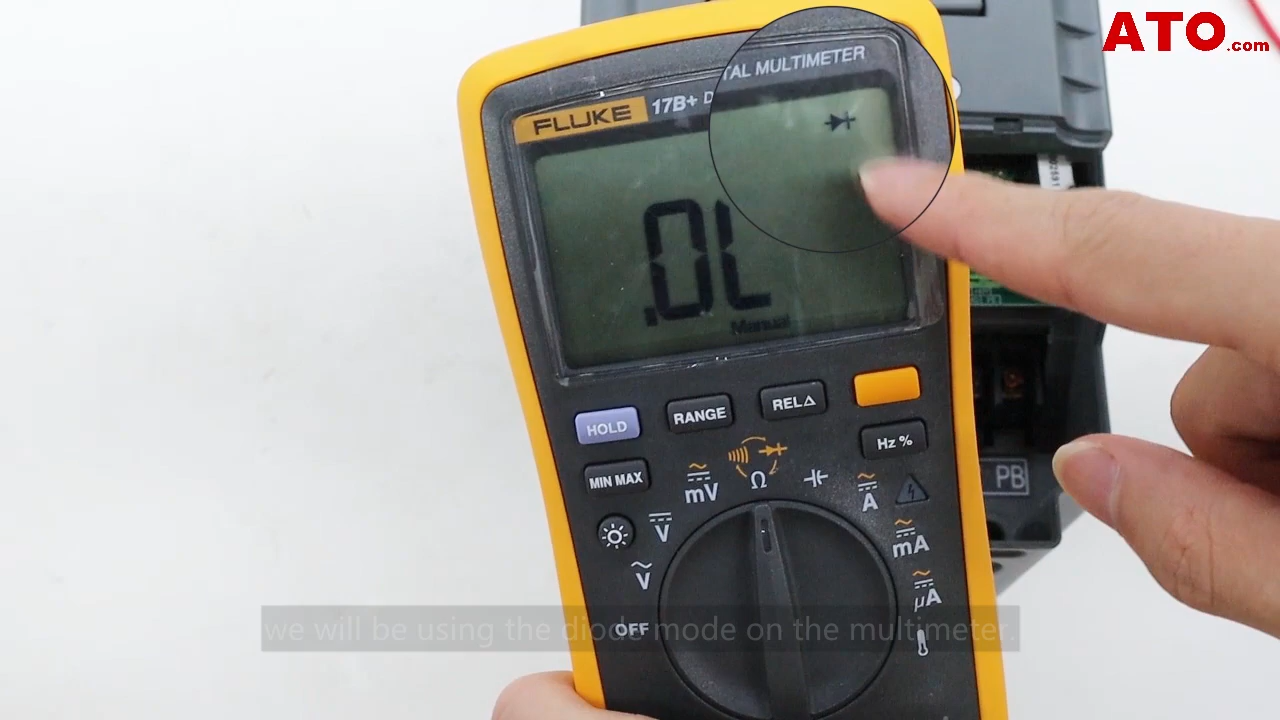 ATO.com
TAL MULTIMETER
FLUKE 17B+ D
.0L
Manual
HOLD
RANGE
REL△
Hz %
MIN MAX
mV
Ω
A
V
mA
PB
V
µA
OFF
we will be using the diode mode on the multimeter.